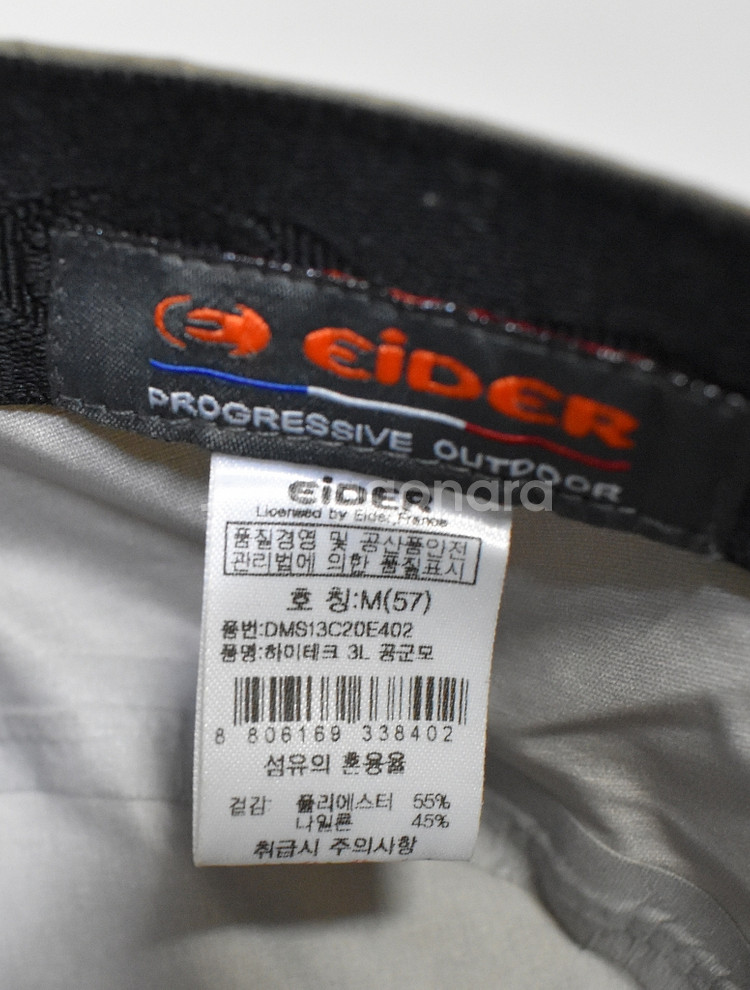 EiDER
PROGRESSIVE OUTDOOR
EiDER
Licensed by Eider, France
품질경영 및 공산품안전
관리법에 의한 품질표시
호 칭:M(57)
품번:DMS13C20E402
품명:하이테크 3L 공군모
8 806169 338402
섬유의 혼용율
겉감 폴리에스터 55%
나일론 45%
취급시 주의사항